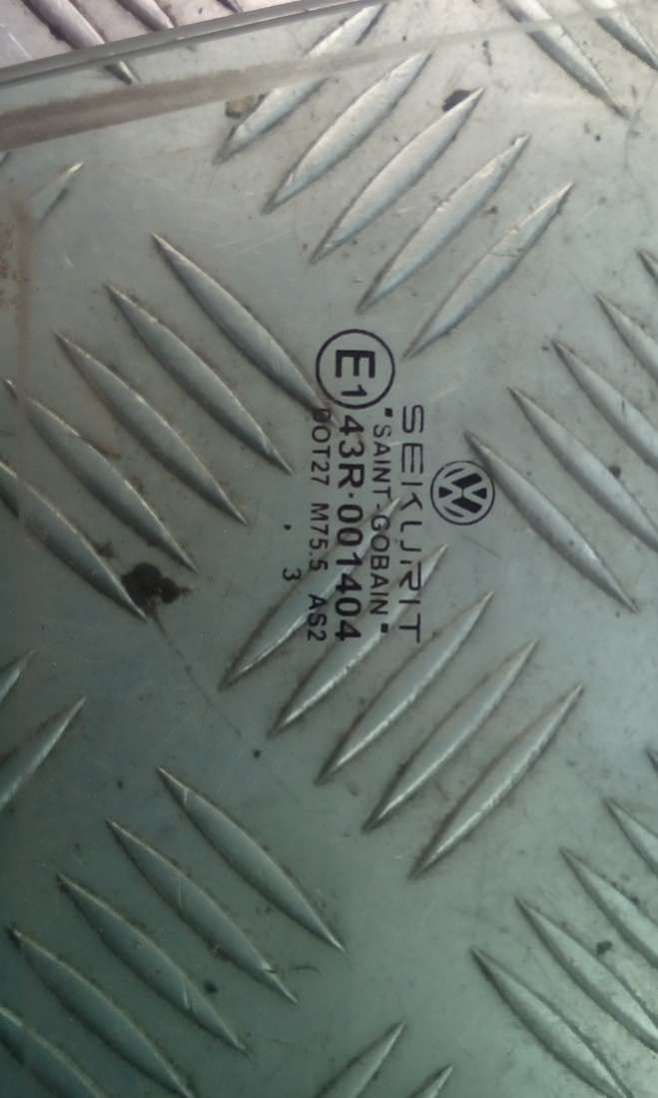 SEKURIT
"SAINT-GOBAIN"
E1 43R-001404
DOT27 M75.5 AS2
. 3